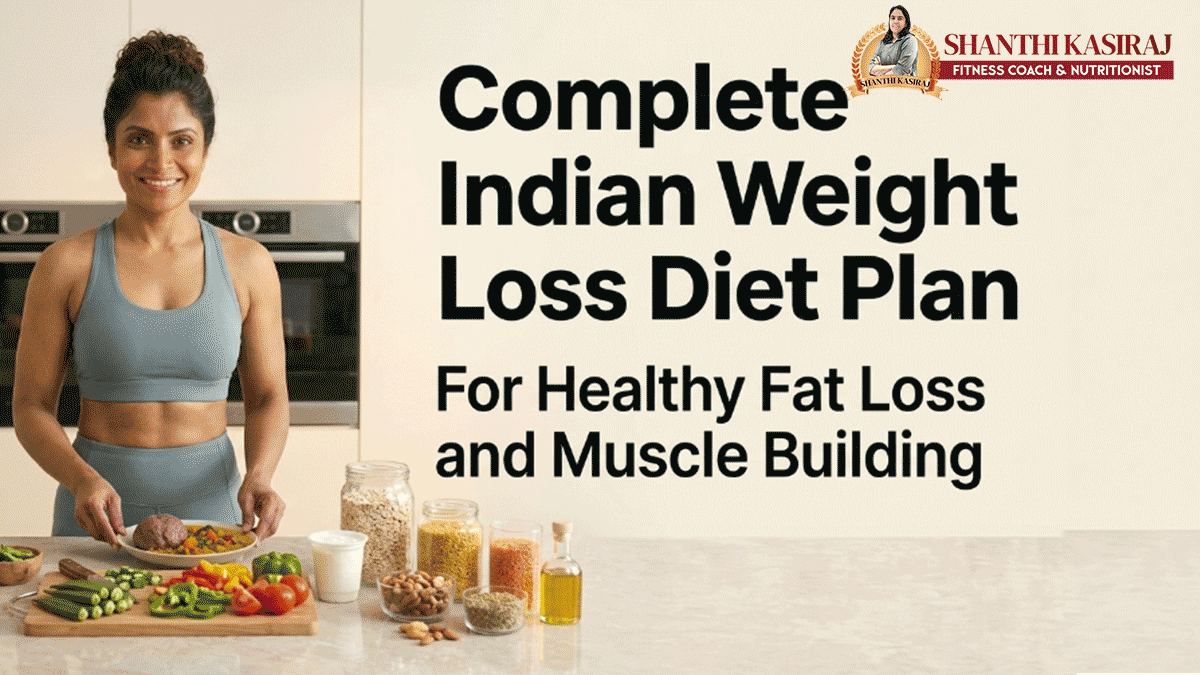 SHANTHI KASIRAJ
FITNESS COACH & NUTRITIONIST
SHANTHI KASIRAJ
Complete
Indian Weight
Loss Diet Plan
For Healthy Fat Loss
and Muscle Building